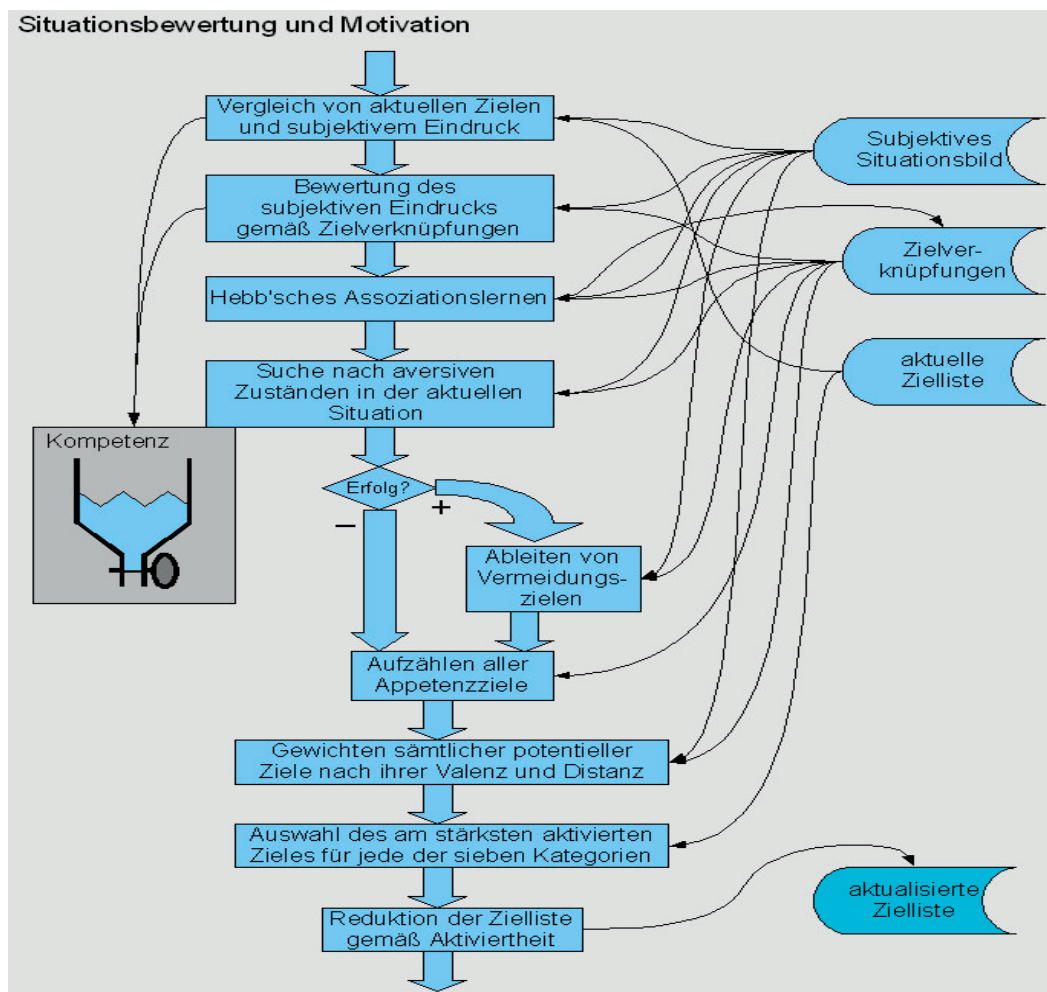 Situationsbewertung und Motivation
Vergleich von aktuellen Zielen
und subjektivem Eindruck
Subjektives
Situationsbild
Bewertung des
subjektiven Eindrucks
gemäß Zielverknüpfungen
Zielver-
knüpfungen
Hebb'sches Assoziationslernen
aktuelle
Zielliste
Suche nach aversiven
Zuständen in der aktuellen
Situation
Kompetenz
Erfolg?
+
–
Ableiten von
Vermeidungs-
zielen
Aufzählen aller
Appetenzziele
Gewichten sämtlicher potentieller
Ziele nach ihrer Valenz und Distanz
Auswahl des am stärksten aktivierten
Zieles für jede der sieben Kategorien
aktualisierte
Zielliste
Reduktion der Zielliste
gemäß Aktiviertheit